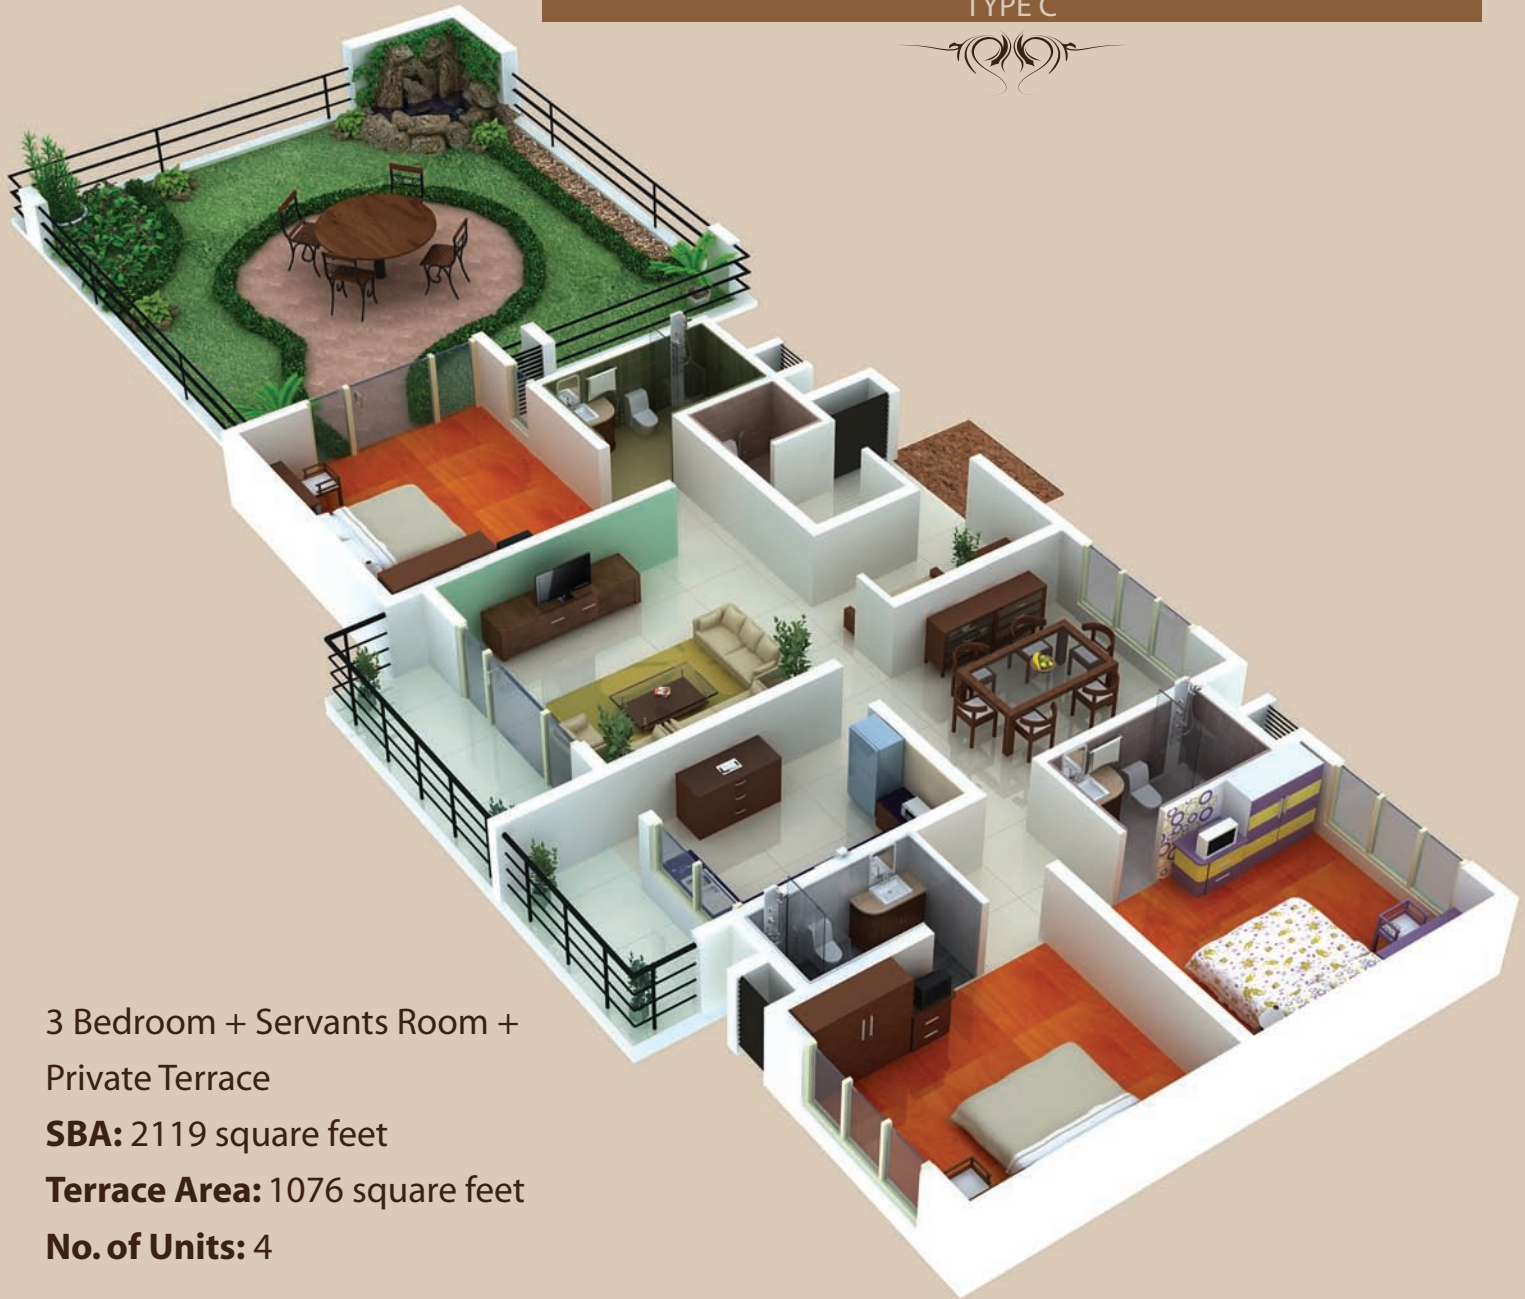 TYPE C
3 Bedroom + Servants Room +
Private Terrace
SBA: 2119 square feet
Terrace Area: 1076 square feet
No. of Units: 4